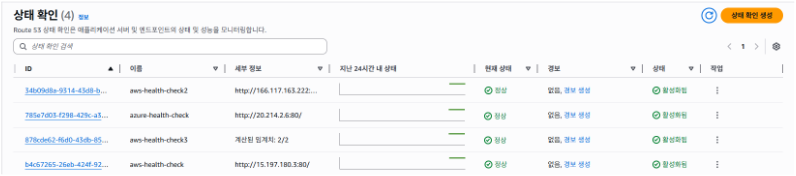 상태 확인 (4) 정보
상태 확인 생성
Route 53 상태 확인은 애플리케이션 서버 및 엔드포인트의 상태 및 성능을 모니터링합니다.
상태 확인 검색
1
ID 이름 세부 정보 지난 24시간 내 상태 현재 상태 경보 상태 작업
34b09d8a-9314-43d8-b... aws-health-check2 http://166.117.163.222:... 정상 없음, 경보 생성 활성화됨
785e7d03-f298-429c-a3... azure-health-check http://20.214.2.6:80/ 정상 없음, 경보 생성 활성화됨
878cde62-f6d0-43db-85... aws-health-check3 계산된 임계치: 2/2 정상 없음, 경보 생성 활성화됨
b4c67265-26eb-424f-92... aws-health-check http://15.197.180.3:80/ 정상 없음, 경보 생성 활성화됨